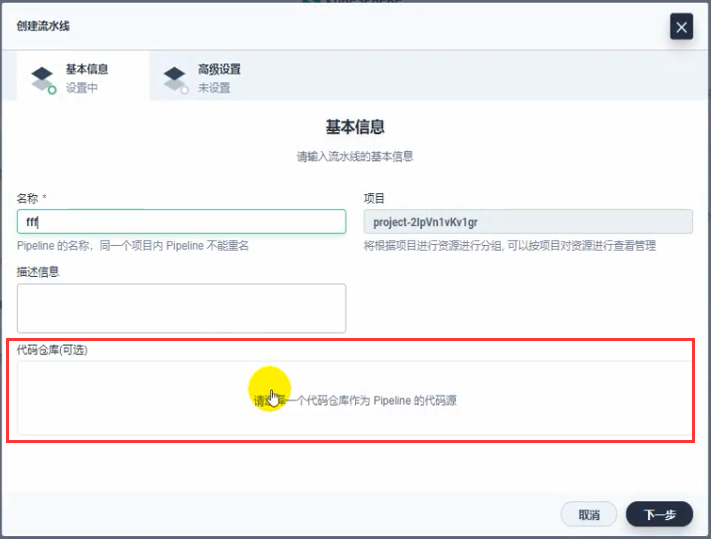 创建流水线
基本信息
设置中
高级设置
未设置
基本信息
请输入流水线的基本信息
名称 *
项目
fff
project-2IpVn1vKv1gr
Pipeline 的名称，同一个项目内 Pipeline 不能重名
将根据项目进行资源进行分组, 可以按项目对资源进行查看管理
描述信息
代码仓库(可选)
请选择一个代码仓库作为 Pipeline 的代码源
取消
下一步